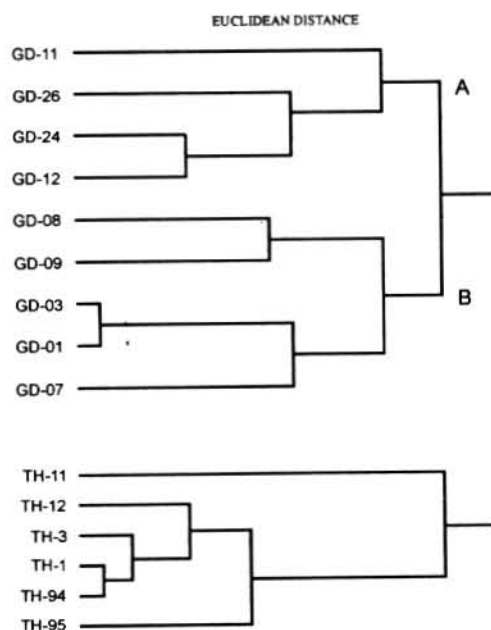 EUCLIDEAN DISTANCE
GD-11
GD-26
A
GD-24
GD-12
GD-08
GD-09
GD-03
B
GD-01
GD-07
TH-11
TH-12
TH-3
TH-1
TH-94
TH-95